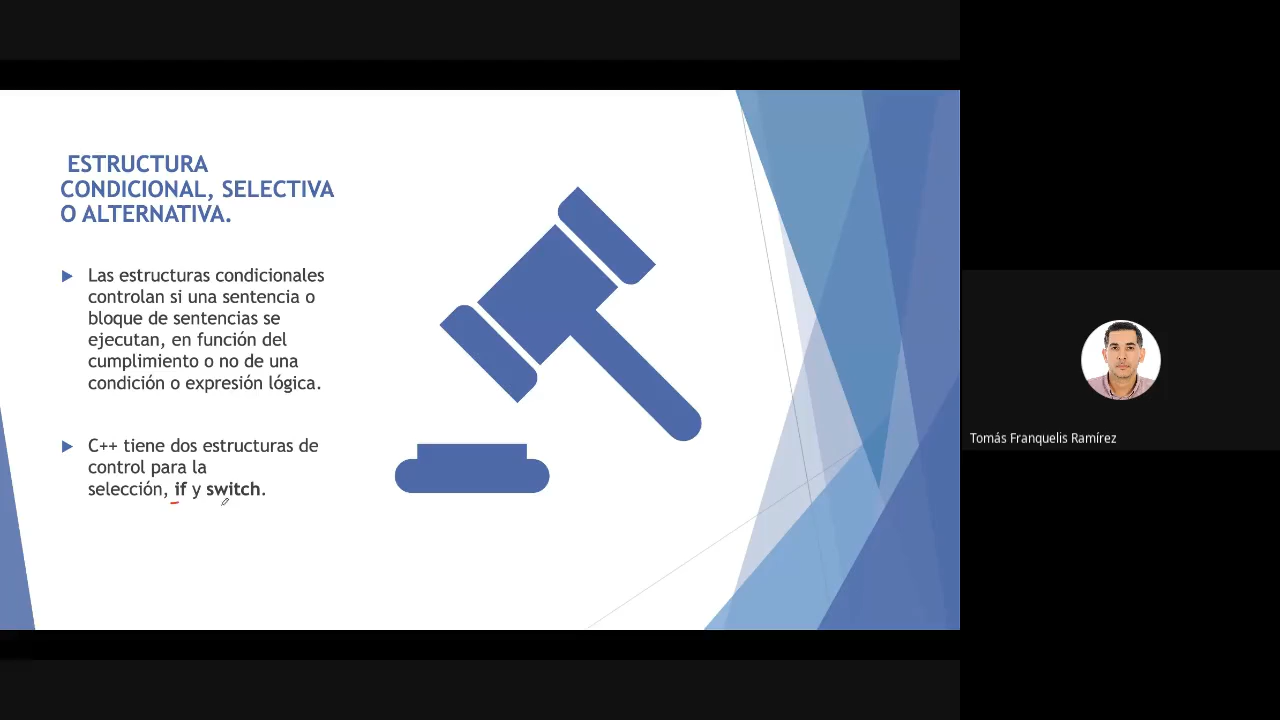 ESTRUCTURA
CONDICIONAL, SELECTIVA
O ALTERNATIVA.
Las estructuras condicionales
controlan si una sentencia o
bloque de sentencias se
ejecutan, en función del
cumplimiento o no de una
condición o expresión lógica.
C++ tiene dos estructuras de
control para la
selección, if y switch.
Tomás Franquelis Ramírez